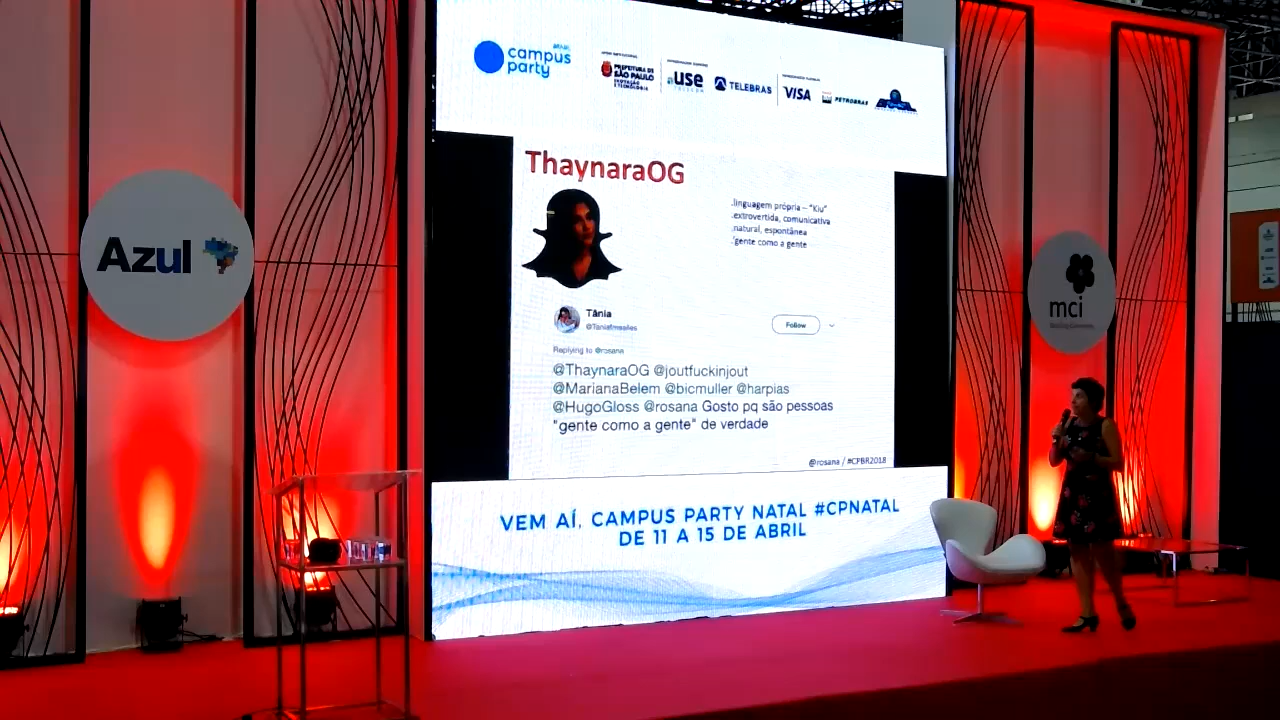 campus
party
PREFEITURA DE
SÃO PAULO
INOVAÇÃO
E TECNOLOGIA
use
TELEBRAS
VISA
PETROBRAS
ThaynaraOG
.linguagem própria – "Kiu"
.extrovertida, comunicativa
.natural, espontânea
.'gente como a gente
Tânia
Follow
Replying to @rosana
@ThaynaraOG @joutfuckinjout
@MarianaBelem @bicmuller @harpias
@HugoGloss @rosana Gosto pq são pessoas
"gente como a gente" de verdade
@rosana / #CPBR2018
VEM AÍ, CAMPUS PARTY NATAL #CPNATAL
DE 11 A 15 DE ABRIL
Azul
mci